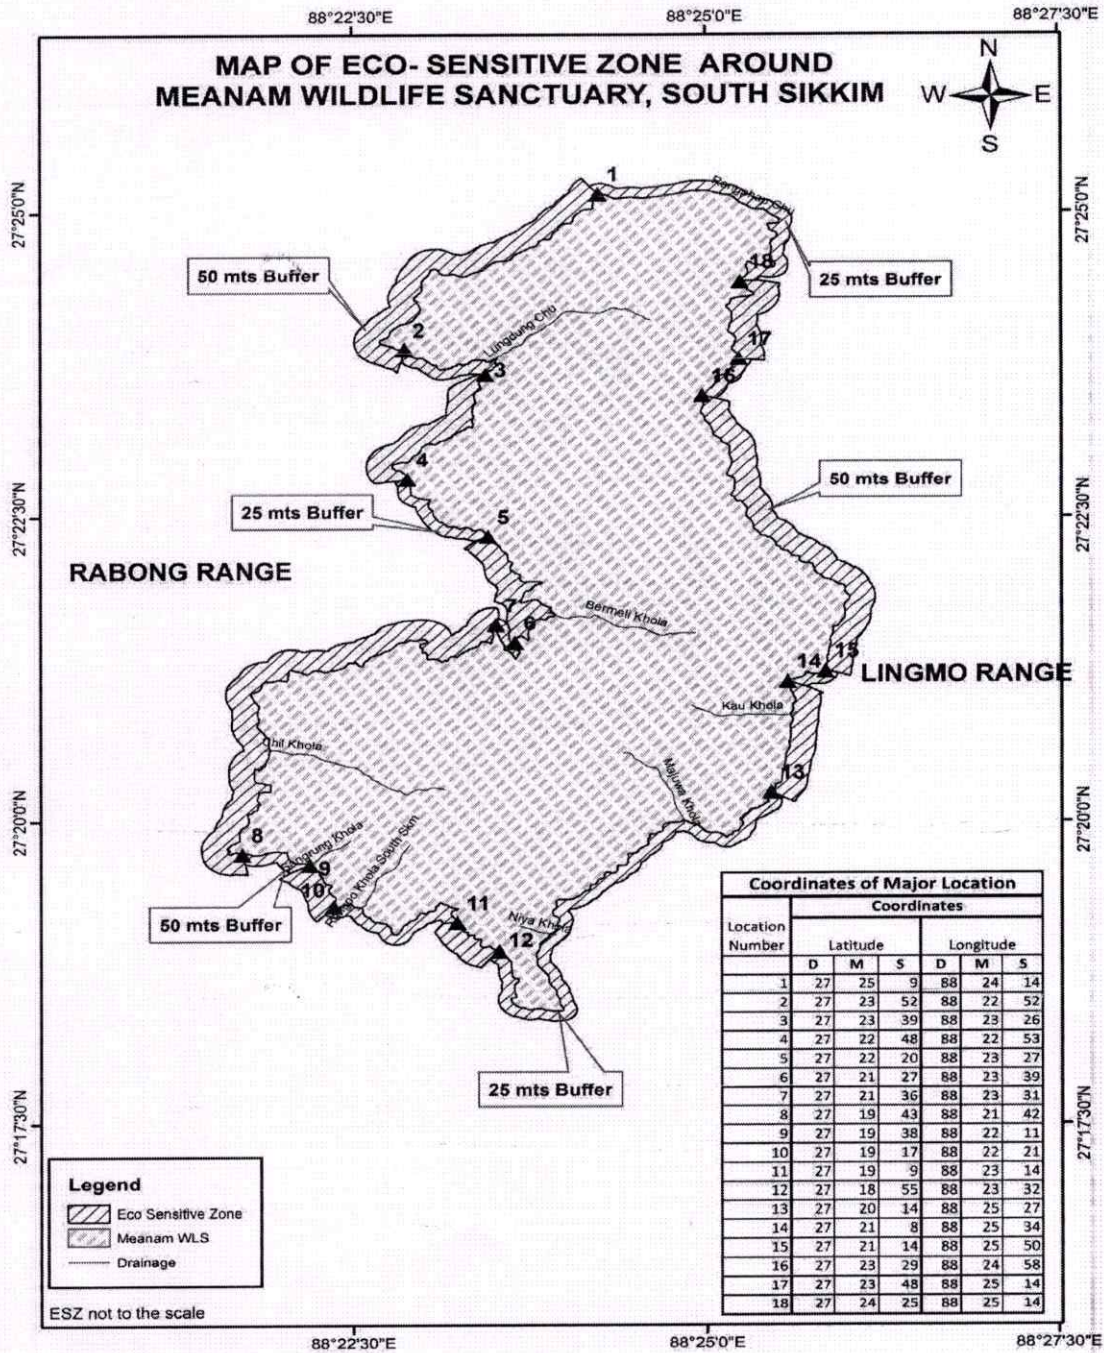 88°22'30"E 88°25'0"E 88°27'30"E
MAP OF ECO- SENSITIVE ZONE AROUND
MEANAM WILDLIFE SANCTUARY, SOUTH SIKKIM
N
W E
S
1
27°25'0"N
27°25'0"N
18
50 mts Buffer
25 mts Buffer
2
17
Lungdung Chu
3
16
4
50 mts Buffer
25 mts Buffer
5
27°22'30"N
27°22'30"N
RABONG RANGE
7
Bermeli Khola
6
14
15
LINGMO RANGE
Kau Khola
Chil Khola
Majuwa Khola
13
27°20'0"N
27°20'0"N
8
Khola
9
10
Khola South Skm
50 mts Buffer
11
Niya Khola
12
25 mts Buffer
27°17'30"N
27°17'30"N
Coordinates of Major Location
Coordinates
Location
Number
Latitude Longitude
D M S D M S
1 27 25 9 88 24 14
2 27 23 52 88 22 52
3 27 23 39 88 23 26
4 27 22 48 88 22 53
5 27 22 20 88 23 27
6 27 21 27 88 23 39
7 27 21 36 88 23 31
8 27 19 43 88 21 42
9 27 19 38 88 22 11
10 27 19 17 88 22 21
11 27 19 9 88 23 14
12 27 18 55 88 23 32
13 27 20 14 88 25 27
14 27 21 8 88 25 34
15 27 21 14 88 25 50
16 27 23 29 88 24 58
17 27 23 48 88 25 14
18 27 24 25 88 25 14
Legend
Eco Sensitive Zone
Meanam WLS
Drainage
ESZ not to the scale
88°22'30"E 88°25'0"E 88°27'30"E